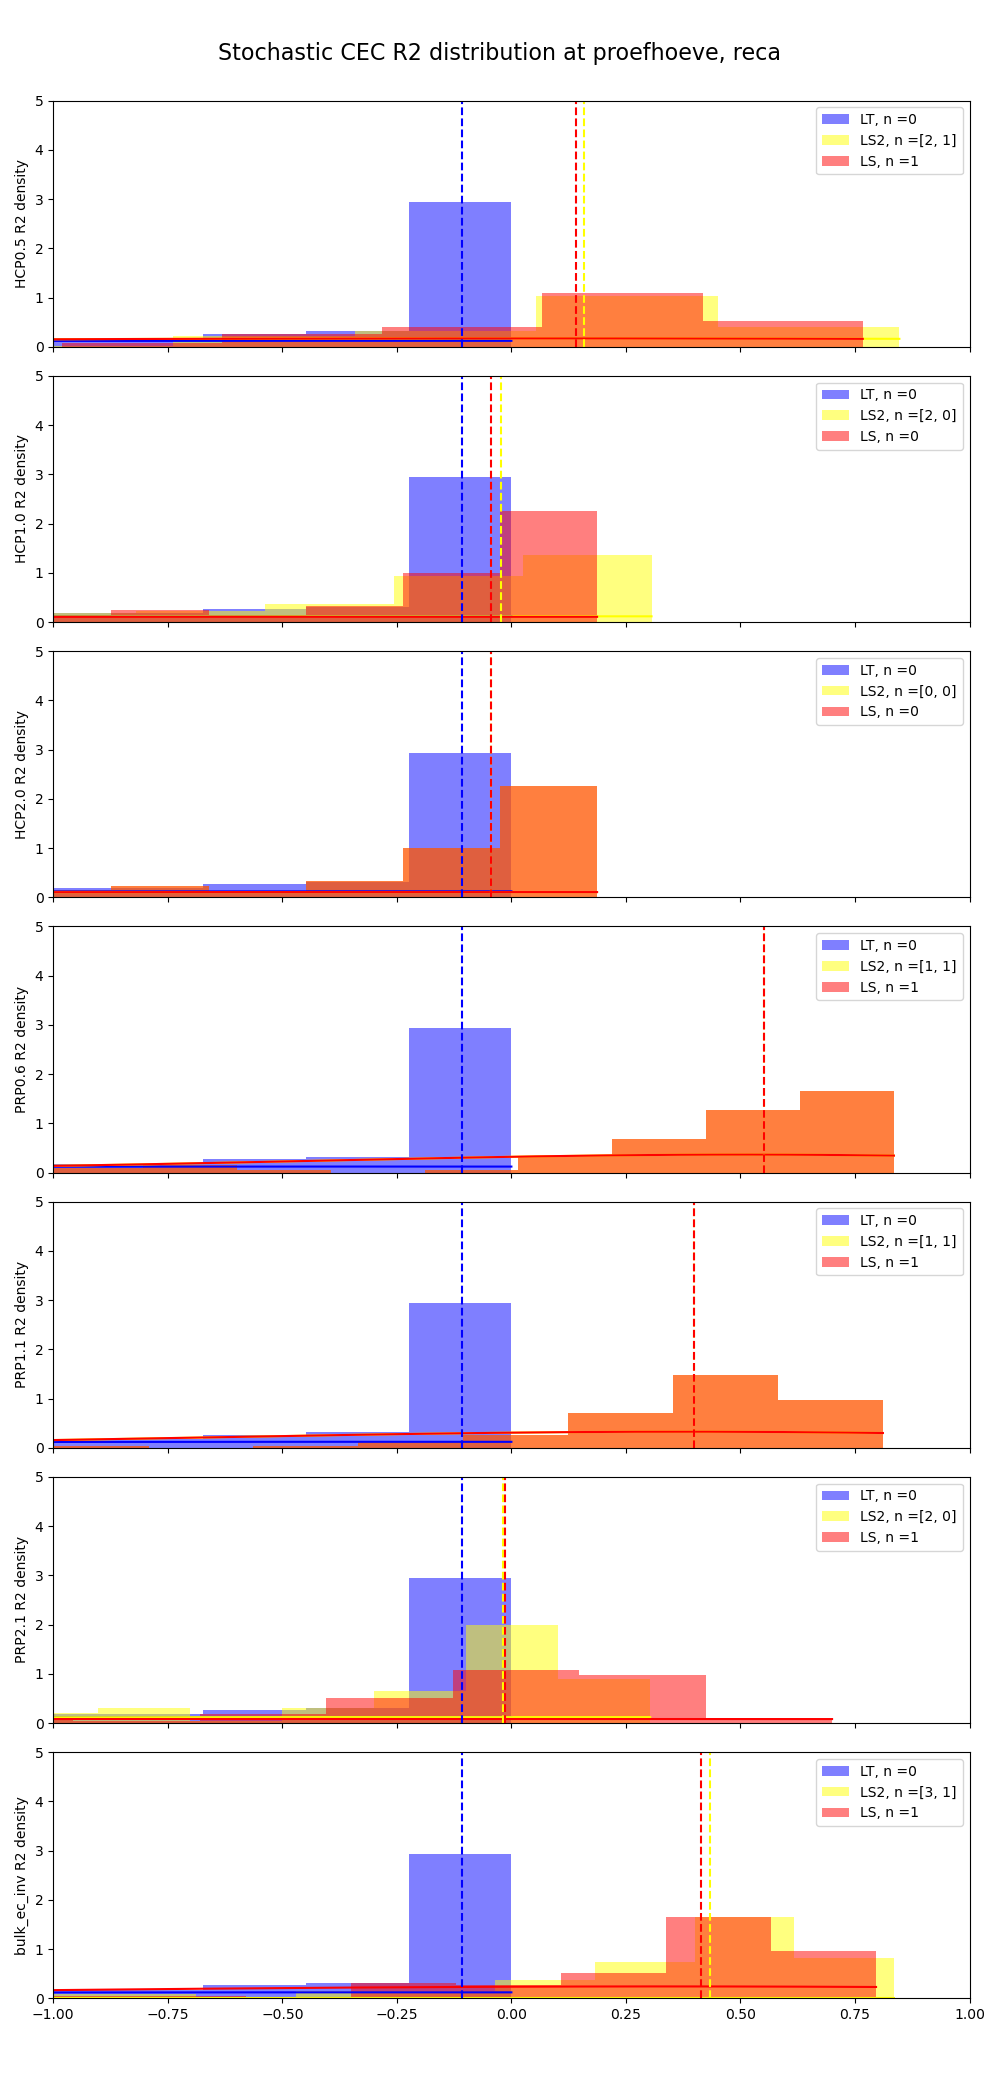 Stochastic CEC R2 distribution at proefhoeve, reca
HCP0.5 R2 density
5
4
3
2
1
0
LT, n =0
LS2, n =[2, 1]
LS, n =1
HCP1.0 R2 density
5
4
3
2
1
0
LT, n =0
LS2, n =[2, 0]
LS, n =0
HCP2.0 R2 density
5
4
3
2
1
0
LT, n =0
LS2, n =[0, 0]
LS, n =0
PRP0.6 R2 density
5
4
3
2
1
0
LT, n =0
LS2, n =[1, 1]
LS, n =1
PRP1.1 R2 density
5
4
3
2
1
0
LT, n =0
LS2, n =[1, 1]
LS, n =1
PRP2.1 R2 density
5
4
3
2
1
0
LT, n =0
LS2, n =[2, 0]
LS, n =1
bulk_ec_inv R2 density
5
4
3
2
1
0
LT, n =0
LS2, n =[3, 1]
LS, n =1
−1.00 −0.75 −0.50 −0.25 0.00 0.25 0.50 0.75 1.00